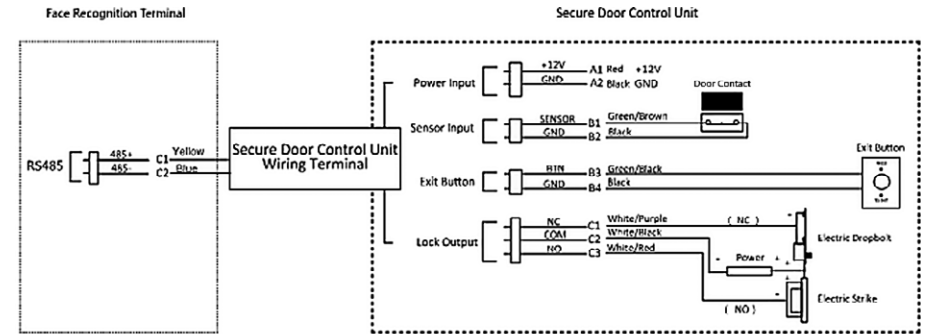 Face Recognition Terminal
Secure Door Control Unit
RS485
485+ C1 Yellow
485- C2 Blue
Secure Door Control Unit
Wiring Terminal
Power Input
+12V A1 Red +12V
GND A2 Black GND
Door Contact
Sensor Input
SENSOR B1 Green/Brown
GND B2 Black
Exit Button
Exit Button
BTN B3 Green/Black
GND B4 Black
Lock Output
NC C1 White/Purple ( NC ) -
COM C2 White/Black
NO C3 White/Red
Electric Dropbolt
- Power + +
+
-
Electric Strike
( NO )